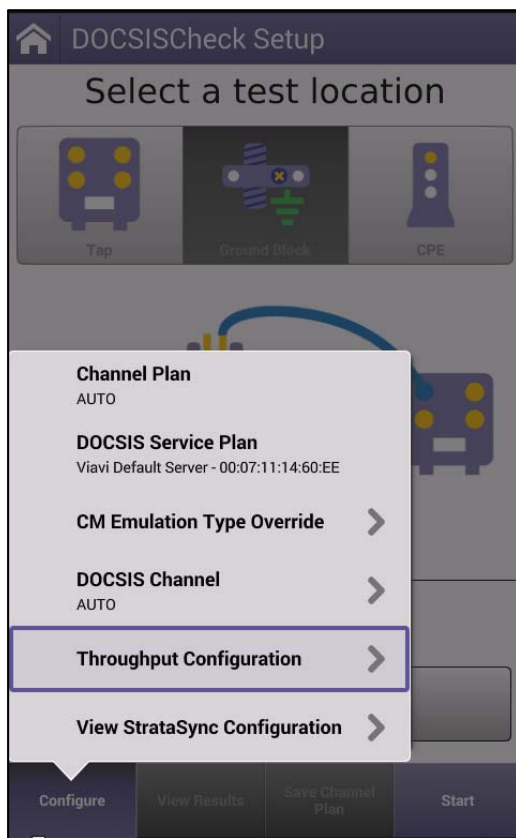 DOCSISCheck Setup
Select a test location
Tap
Ground Block
CPE
Channel Plan
AUTO
DOCSIS Service Plan
Viavi Default Server - 00:07:11:14:60:EE
CM Emulation Type Override
DOCSIS Channel
AUTO
Throughput Configuration
View StrataSync Configuration
Configure
View Results
Save Channel
Plan
Start